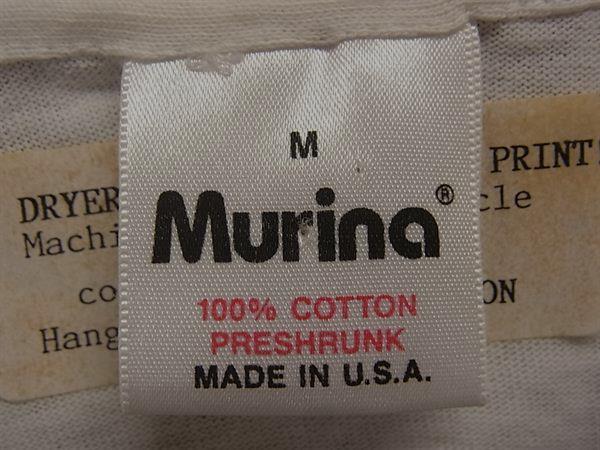 M
Murina®
100% COTTON
PRESHRUNK
MADE IN U.S.A.
DRYER PRINT
Machi cle
co ON
Hang